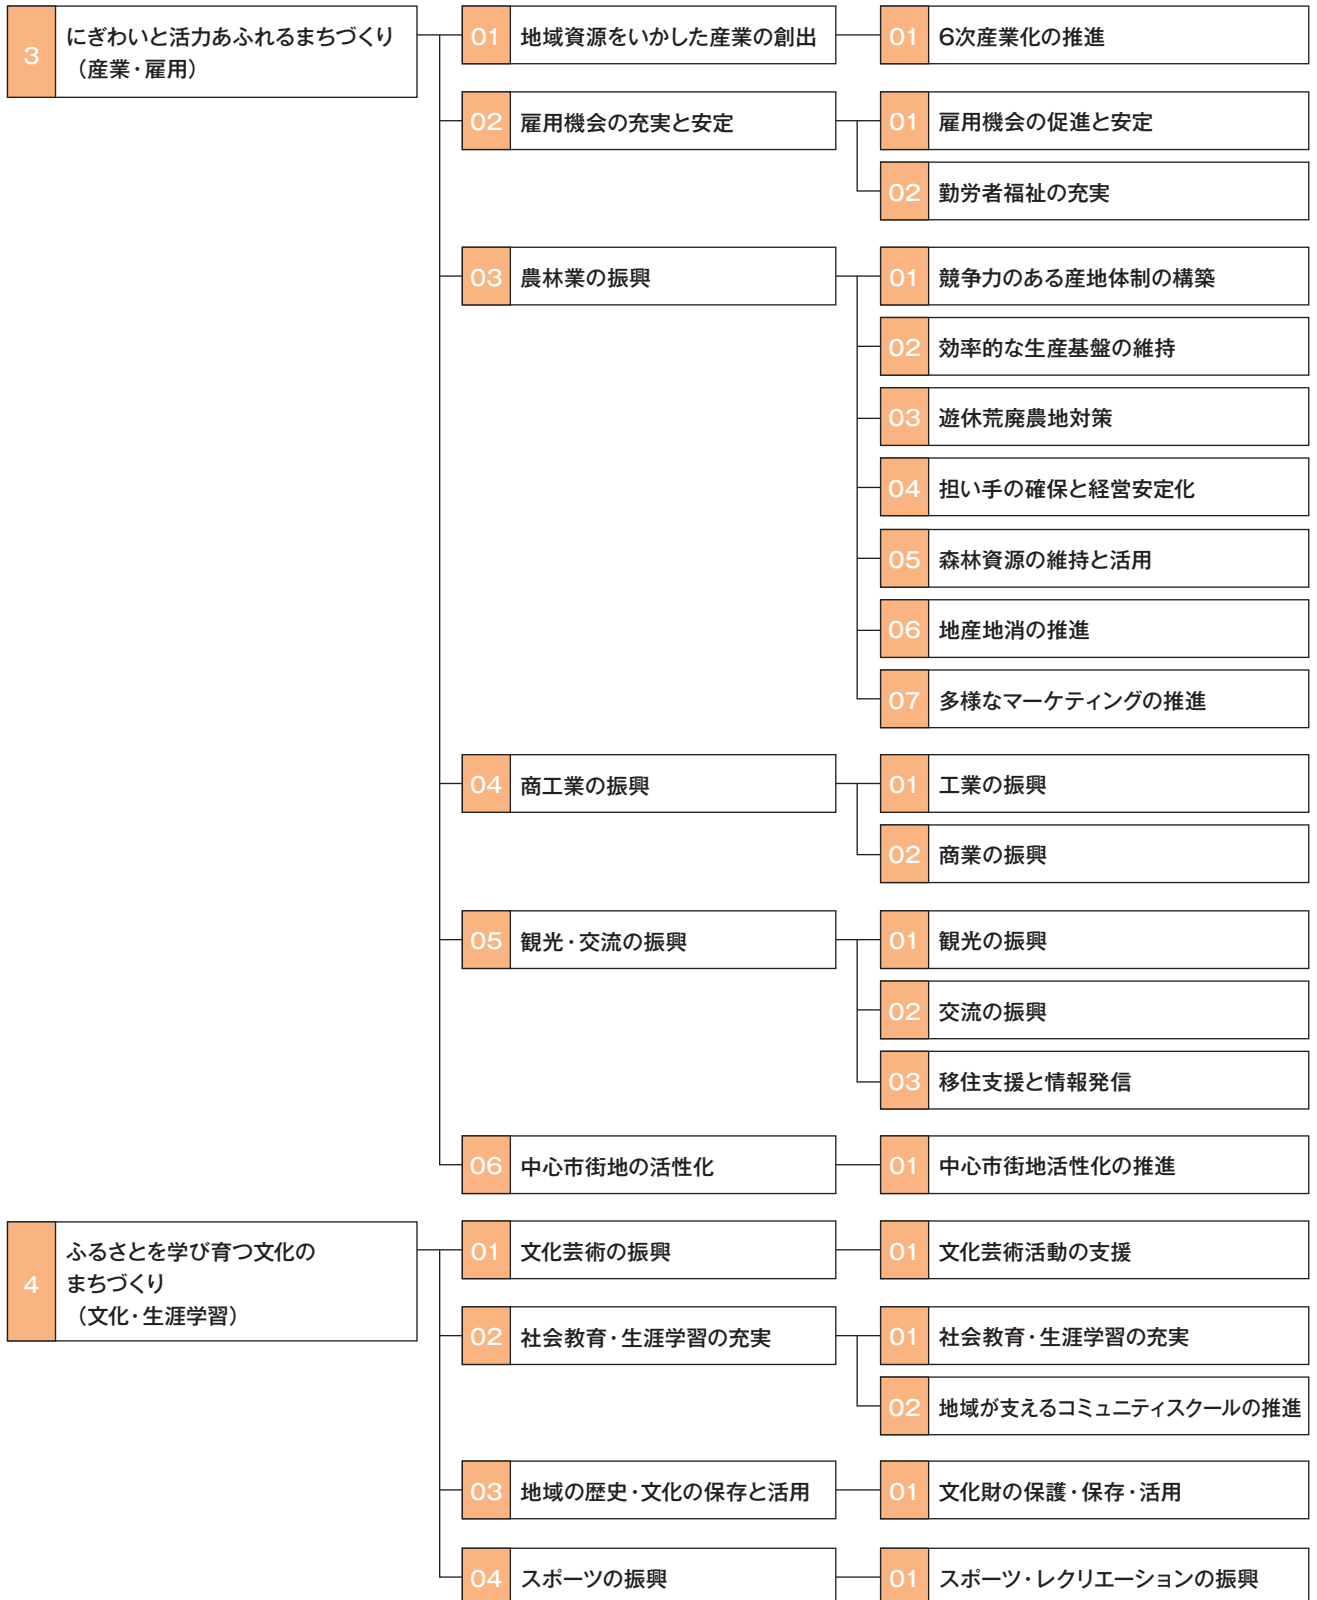 3
にぎわいと活力あふれるまちづくり
（産業・雇用）
01 地域資源をいかした産業の創出
01 6次産業化の推進
02 雇用機会の充実と安定
01 雇用機会の促進と安定
02 勤労者福祉の充実
03 農林業の振興
01 競争力のある産地体制の構築
02 効率的な生産基盤の維持
03 遊休荒廃農地対策
04 担い手の確保と経営安定化
05 森林資源の維持と活用
06 地産地消の推進
07 多様なマーケティングの推進
04 商工業の振興
01 工業の振興
02 商業の振興
05 観光・交流の振興
01 観光の振興
02 交流の振興
03 移住支援と情報発信
06 中心市街地の活性化
01 中心市街地活性化の推進
4
ふるさとを学び育つ文化の
まちづくり
（文化・生涯学習）
01 文化芸術の振興
01 文化芸術活動の支援
02 社会教育・生涯学習の充実
01 社会教育・生涯学習の充実
02 地域が支えるコミュニティスクールの推進
03 地域の歴史・文化の保存と活用
01 文化財の保護・保存・活用
04 スポーツの振興
01 スポーツ・レクリエーションの振興